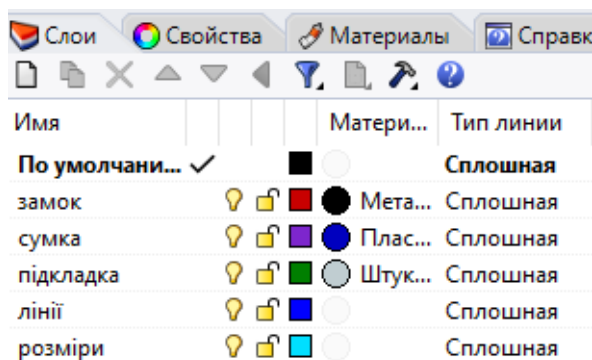 Слои Свойства Материалы Справк
Имя Матери... Тип линии
По умолчани... Сплошная
замок Мета... Сплошная
сумка Плас... Сплошная
підкладка Штук... Сплошная
лінії Сплошная
розміри Сплошная